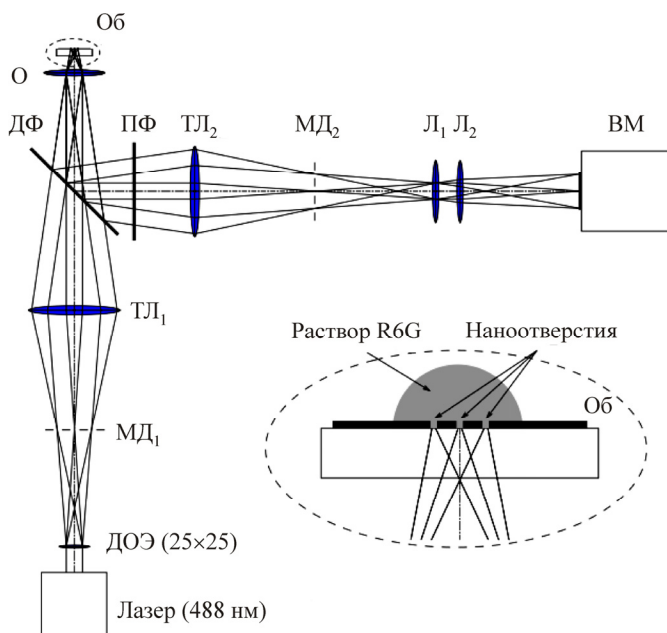 Об
О
ДФ
ПФ
ТЛ₂
МД₂
Л₁ Л₂
ВМ
ТЛ₁
Раствор R6G
Наноотверстия
Об
МД₁
ДОЭ (25×25)
Лазер (488 нм)